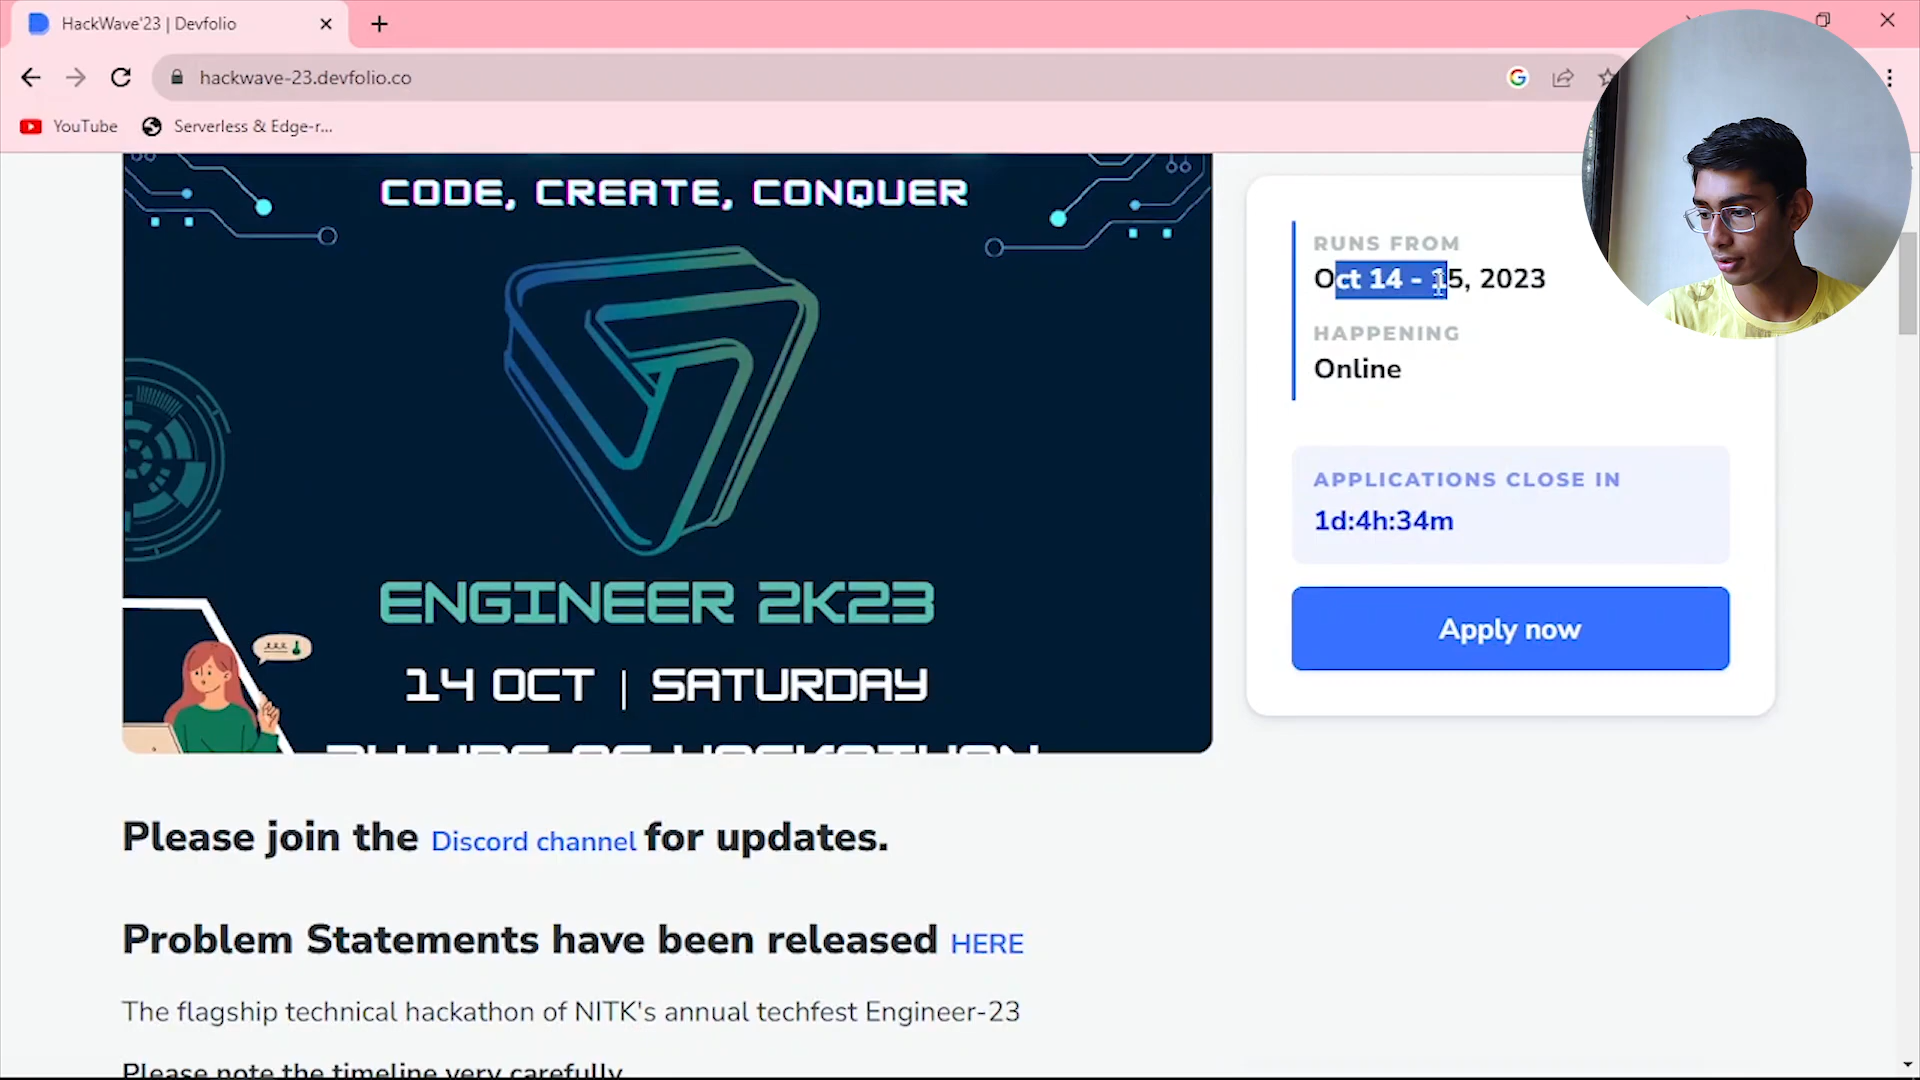 HackWave'23 | Devfolio
hackwave-23.devfolio.co
YouTube
Serverless & Edge-r...
CODE, CREATE, CONQUER
ENGINEER 2K23
14 OCT | SATURDAY
RUNS FROM
Oct 14 - 15, 2023
HAPPENING
Online
APPLICATIONS CLOSE IN
1d:4h:34m
Apply now
Please join the Discord channel for updates.
Problem Statements have been released HERE
The flagship technical hackathon of NITK's annual techfest Engineer-23
Please note the timeline very carefully